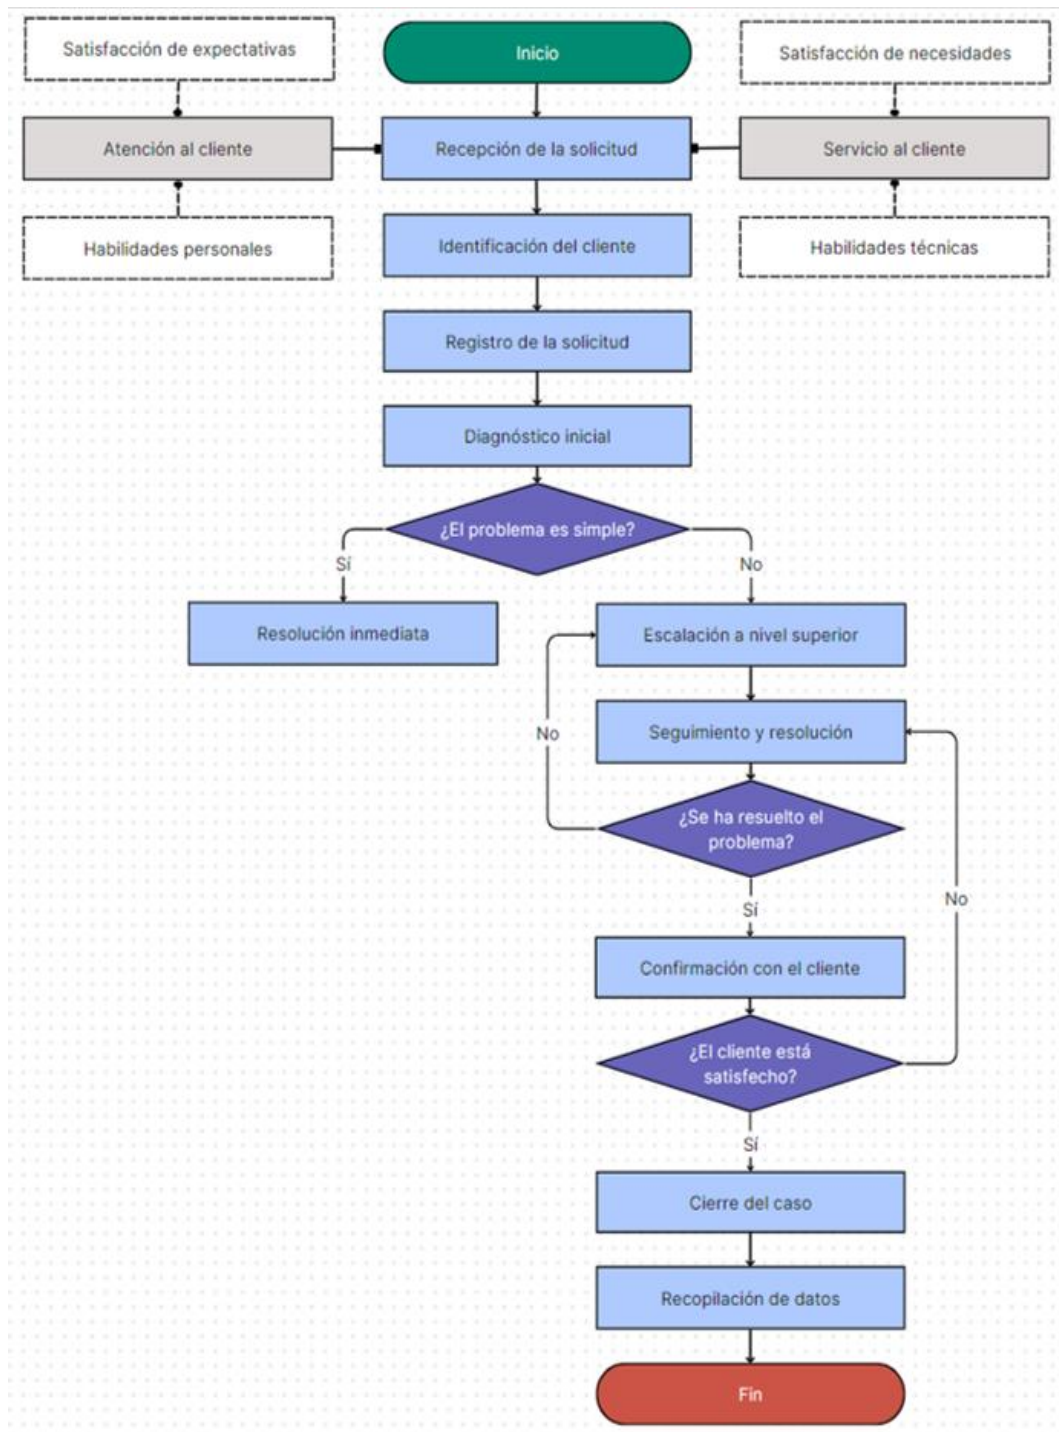 Satisfacción de expectativas
Inicio
Satisfacción de necesidades
Atención al cliente
Recepción de la solicitud
Servicio al cliente
Habilidades personales
Identificación del cliente
Habilidades técnicas
Registro de la solicitud
Diagnóstico inicial
¿El problema es simple?
Sí
No
Resolución inmediata
Escalación a nivel superior
No
Seguimiento y resolución
¿Se ha resuelto el
problema?
No
Sí
Confirmación con el cliente
¿El cliente está
satisfecho?
Sí
Cierre del caso
Recopilación de datos
Fin